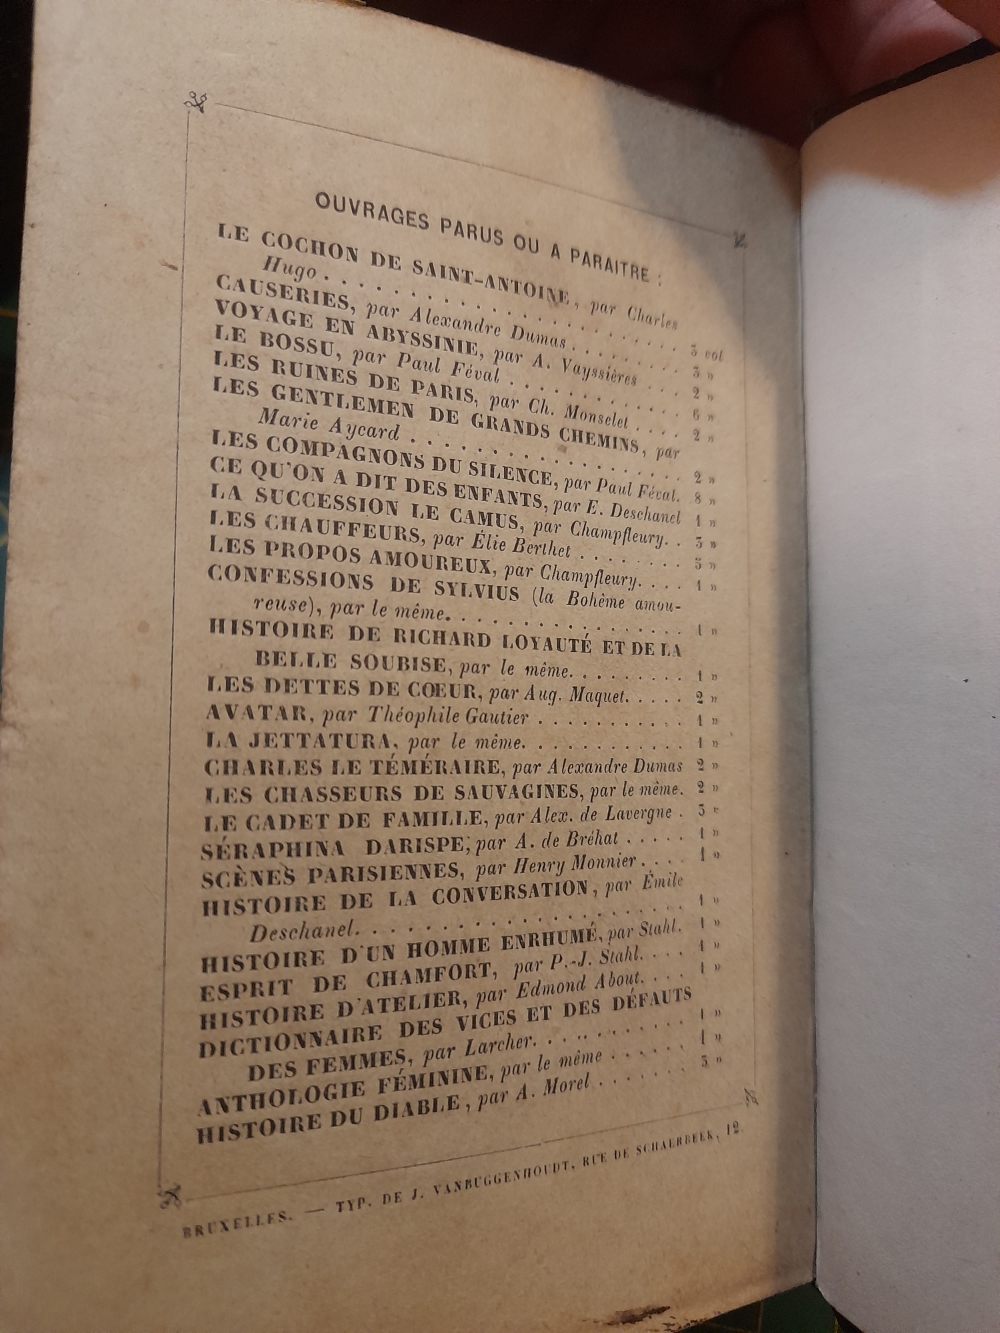 OUVRAGES PARUS OU A PARAITRE :
LE COCHON DE SAINT-ANTOINE, par Charles
Hugo . . . . . . . . . . . . . . . . . . . 3 vol
CAUSERIES, par Alexandre Dumas . . . . . . 3 »
VOYAGE EN ABYSSINIE, par A. Vayssières . . . 2 »
LE BOSSU, par Paul Féval . . . . . . . . . . 6 »
LES RUINES DE PARIS, par Ch. Monselet . . . . 2 »
LES GENTLEMEN DE GRANDS CHEMINS, par
Marie Aycard . . . . . . . . . . . . . . . . 2 »
LES COMPAGNONS DU SILENCE, par Paul Féval. 8 »
CE QU'ON A DIT DES ENFANTS, par E. Deschanel 1 »
LA SUCCESSION LE CAMUS, par Champfleury. . 3 »
LES CHAUFFEURS, par Élie Berthet . . . . . . . 5 »
LES PROPOS AMOUREUX, par Champfleury. . . . 1 »
CONFESSIONS DE SYLVIUS (la Bohême amou-
reuse), par le même. . . . . . . . . . . . . . . 1 »
HISTOIRE DE RICHARD LOYAUTÉ ET DE LA
BELLE SOUBISE, par le même. . . . . . . . . 1 »
LES DETTES DE CŒUR, par Aug. Maquet. . . . . 2 »
AVATAR, par Théophile Gautier . . . . . . . . . . 1 »
LA JETTATURA, par le même. . . . . . . . . . . . 1 »
CHARLES LE TÉMÉRAIRE, par Alexandre Dumas 2 »
LES CHASSEURS DE SAUVAGINES, par le même. 2 »
LE CADET DE FAMILLE, par Alex. de Lavergne . 3 »
SÉRAPHINA DARISPE, par A. de Bréhat . . . . . 1 »
SCÈNES PARISIENNES, par Henry Monnier . . . . 1 »
HISTOIRE DE LA CONVERSATION, par Émile
Deschanel. . . . . . . . . . . . . . . . . . . 1 »
HISTOIRE D'UN HOMME ENRHUMÉ, par Stahl. 1 »
ESPRIT DE CHAMFORT, par P.-J. Stahl. . . . 1 »
HISTOIRE D'ATELIER, par Edmond About. . . . 1 »
DICTIONNAIRE DES VICES ET DES DÉFAUTS
DES FEMMES, par Larcher. . . . . . . . . . 1 »
ANTHOLOGIE FÉMININE, par le même . . . . . . 1 »
HISTOIRE DU DIABLE, par A. Morel . . . . . . . 3 »
BRUXELLES. — TYP. DE J. VANBUGGENHOUDT, RUE DE SCHAERBEEK, 12.